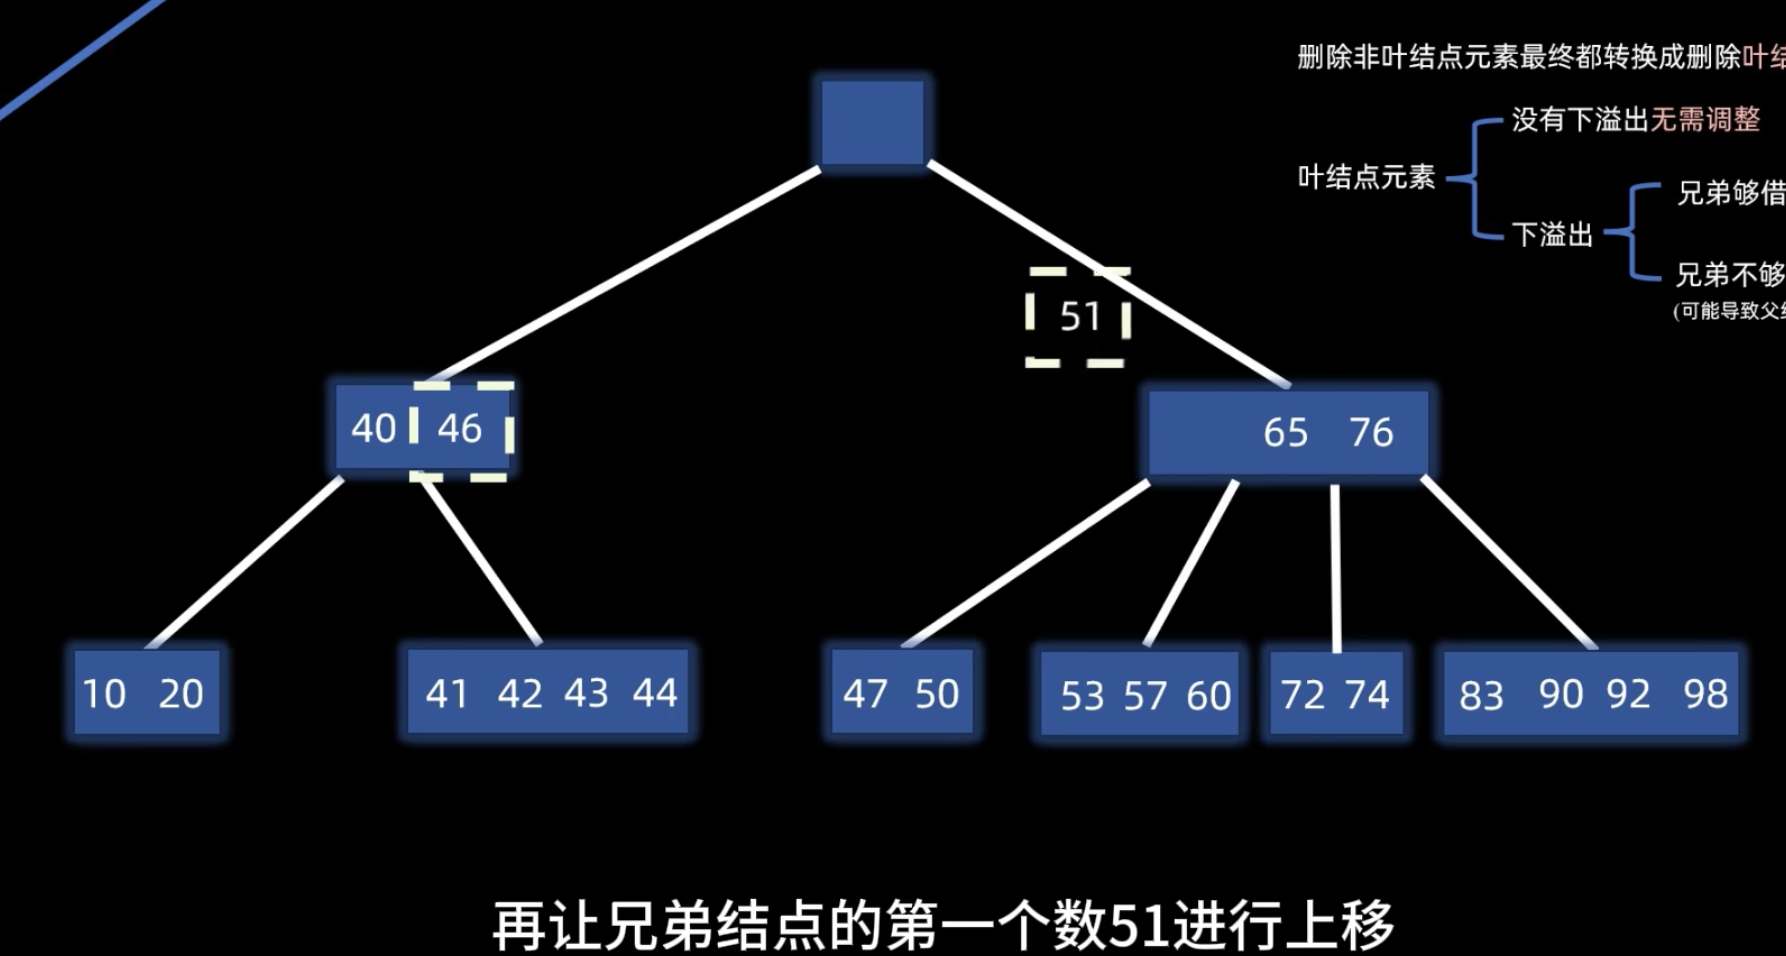 删除非叶结点元素最终都转换成删除叶结
没有下溢出无需调整
叶结点元素
兄弟够借
下溢出
兄弟不够
(可能导致父结
51
40 46
65 76
10 20
41 42 43 44
47 50
53 57 60
72 74
83 90 92 98
再让兄弟结点的第一个数51进行上移